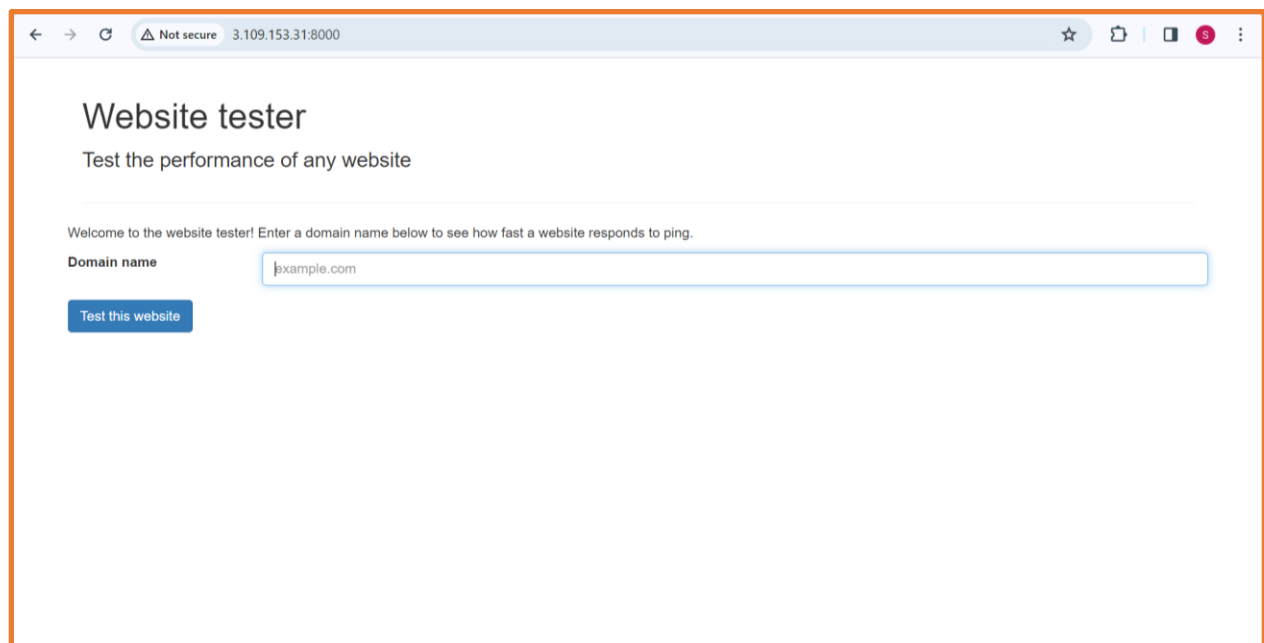 Not secure 3.109.153.31:8000
S
Website tester
Test the performance of any website
Welcome to the website tester! Enter a domain name below to see how fast a website responds to ping.
Domain name example.com
Test this website